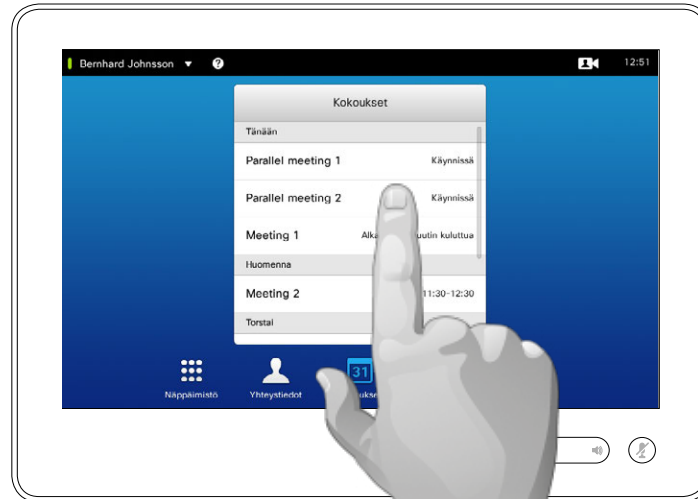 Bernhard Johnsson 12:51
Kokoukset
Tänään
Parallel meeting 1 Käynnissä
Parallel meeting 2 Käynnissä
Meeting 1 kuluttua
Huomenna
Meeting 2 11:30-12:30
Torstai
31
Näppäimistö Yhteystiedot